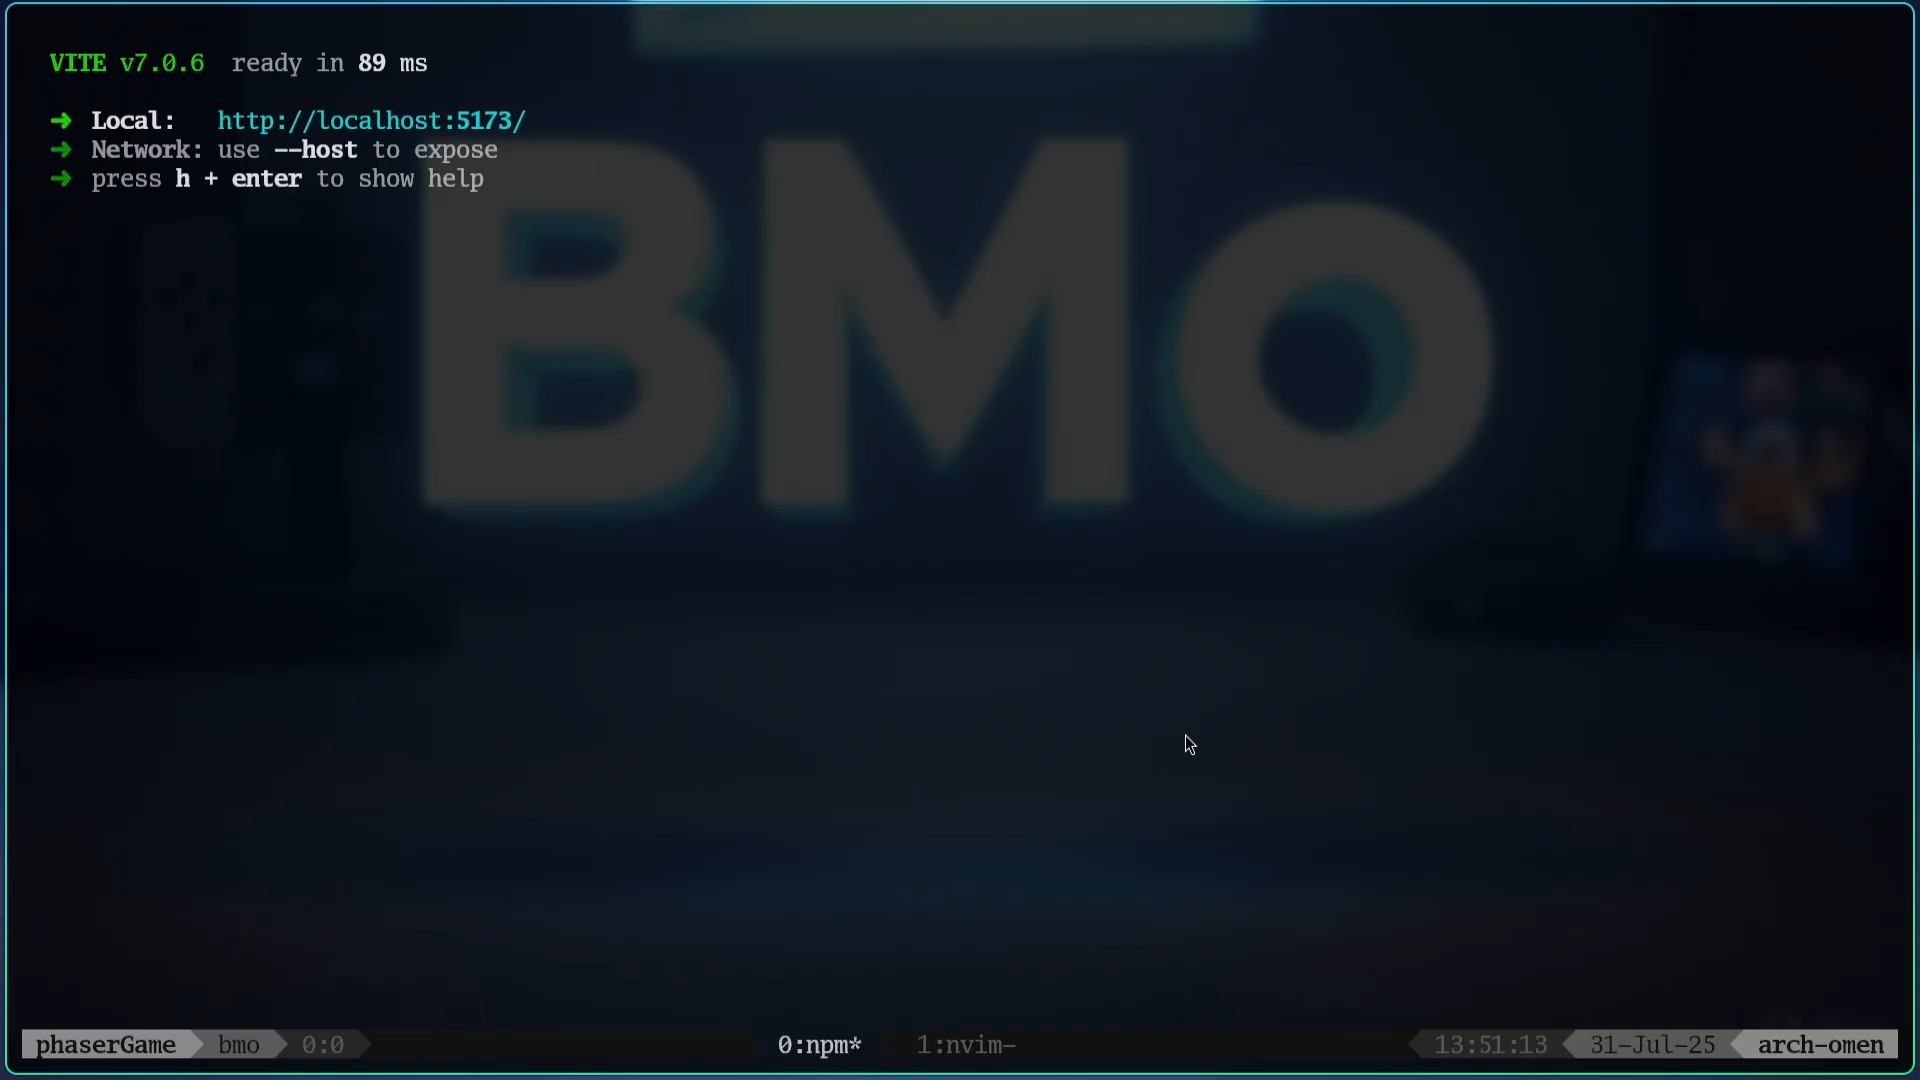 VITE v7.0.6 ready in 89 ms
➜ Local: http://localhost:5173/
➜ Network: use --host to expose
➜ press h + enter to show help
BMo
phaserGame bmo 0:0 0:npm* 1:nvim- 13:51:13 31-Jul-25 arch-omen